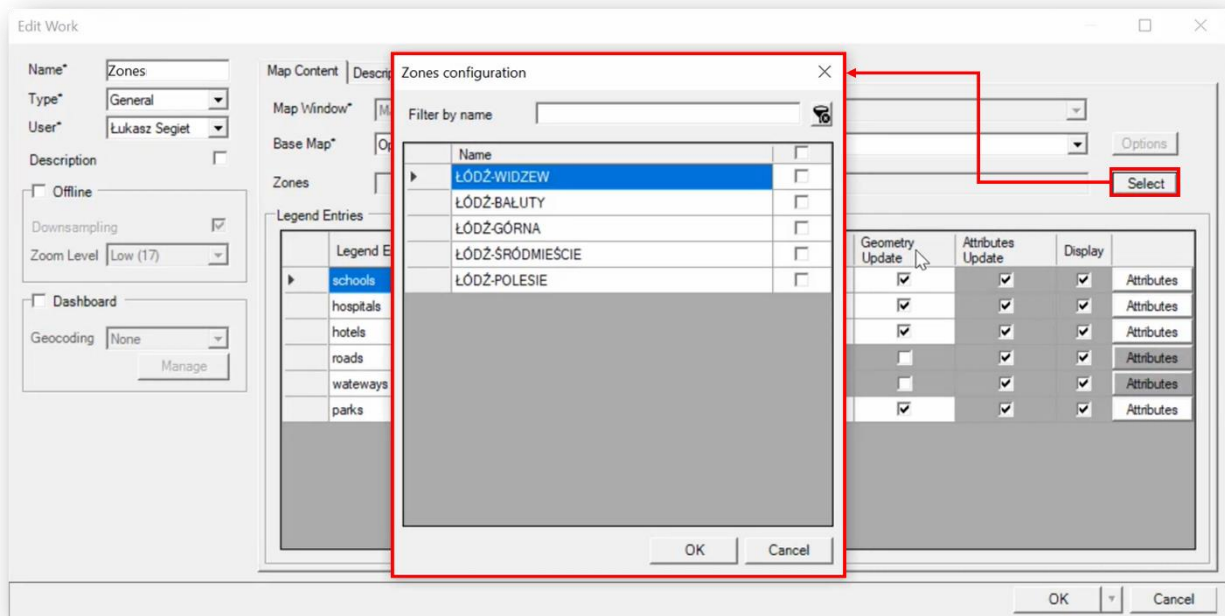 Edit Work
Name* Zones
Type* General
User* Łukasz Segiet
Description
Offline
Downsampling
Zoom Level Low (17)
Dashboard
Geocoding None
Manage
Map Content
Map Window*
Base Map*
Options
Zones
Select
Legend Entries
Geometry Update
Attributes Update
Display
schools
Attributes
hospitals
Attributes
hotels
Attributes
roads
Attributes
wateways
Attributes
parks
Attributes
Zones configuration
Filter by name
Name
ŁÓDŹ-WIDZEW
ŁÓDŹ-BAŁUTY
ŁÓDŹ-GÓRNA
ŁÓDŹ-ŚRÓDMIEŚCIE
ŁÓDŹ-POLESIE
OK Cancel
OK Cancel